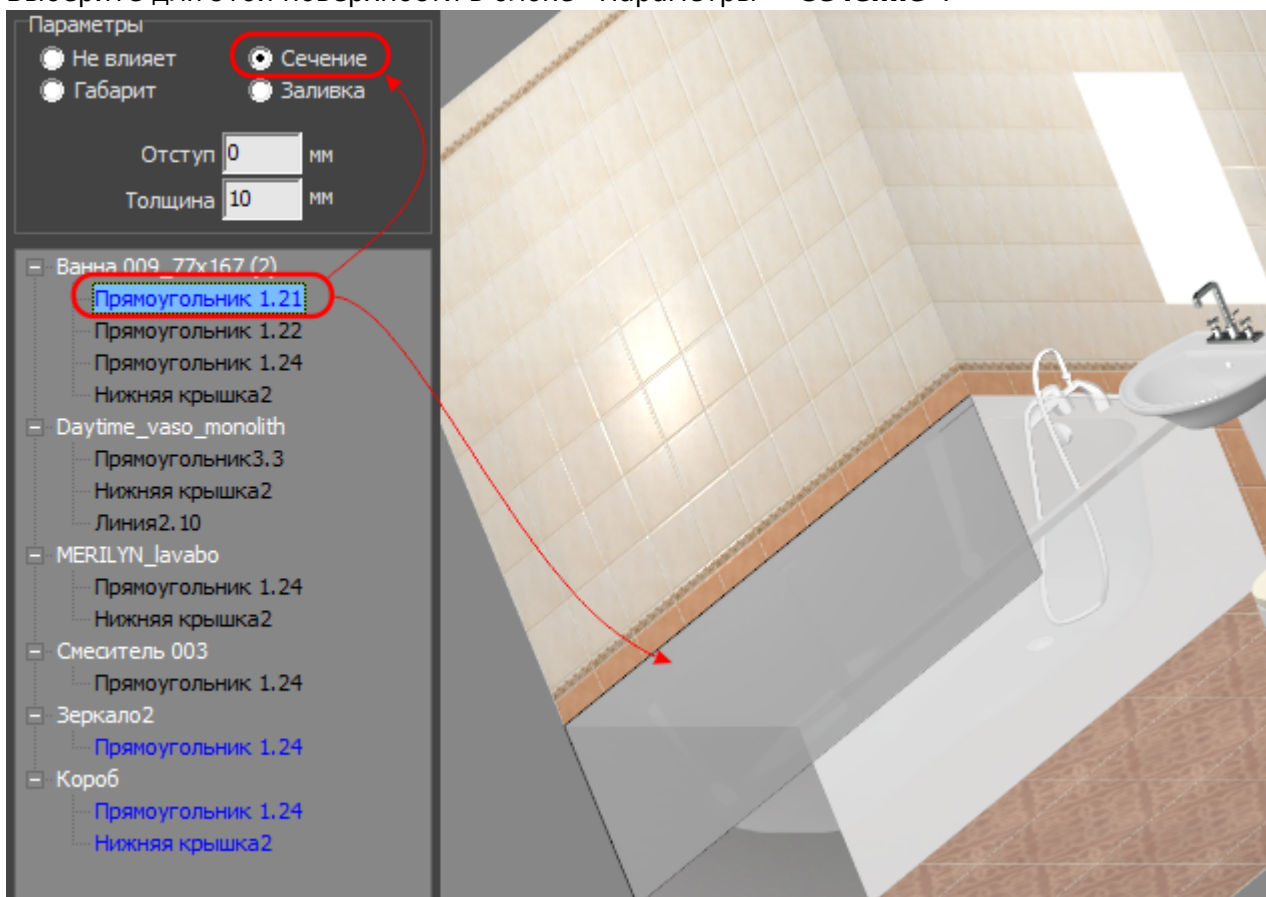 Параметры
Не влияет
Сечение
Габарит
Заливка
Отступ 0 мм
Толщина 10 мм
Ванна 009_77x167 (2)
Прямоугольник 1.21
Прямоугольник 1.22
Прямоугольник 1.24
Нижняя крышка2
Daytime_vaso_monolith
Прямоугольник3.3
Нижняя крышка2
Линия2.10
MERILYN_lavabo
Прямоугольник 1.24
Нижняя крышка2
Смеситель 003
Прямоугольник 1.24
Зеркало2
Прямоугольник 1.24
Короб
Прямоугольник 1.24
Нижняя крышка2